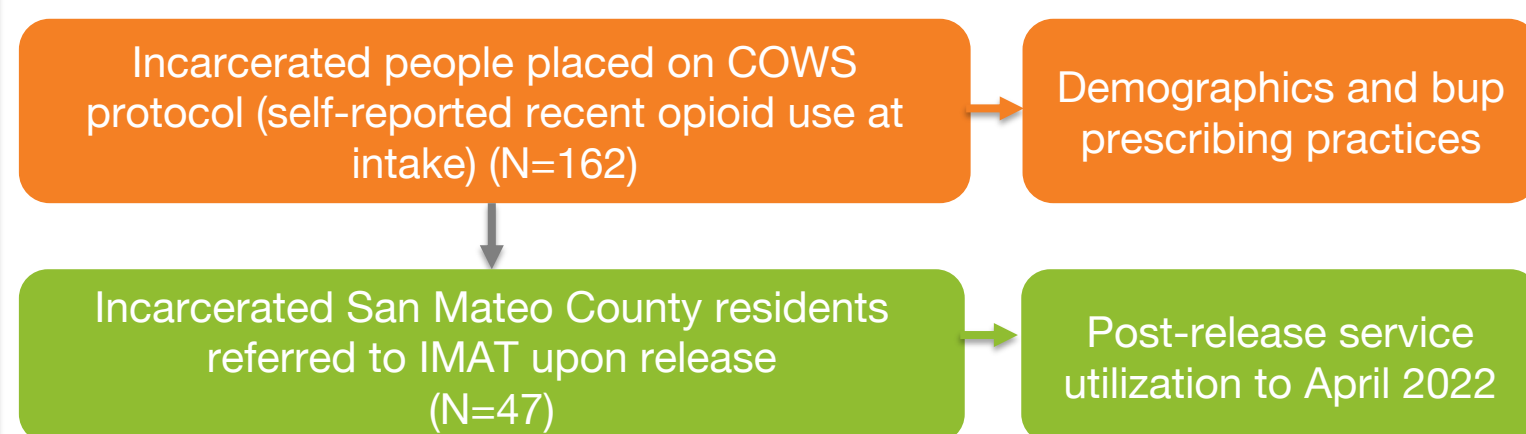 Incarcerated people placed on COWS
protocol (self-reported recent opioid use at
intake) (N=162)
Demographics and bup
prescribing practices
Incarcerated San Mateo County residents
referred to IMAT upon release
(N=47)
Post-release service
utilization to April 2022